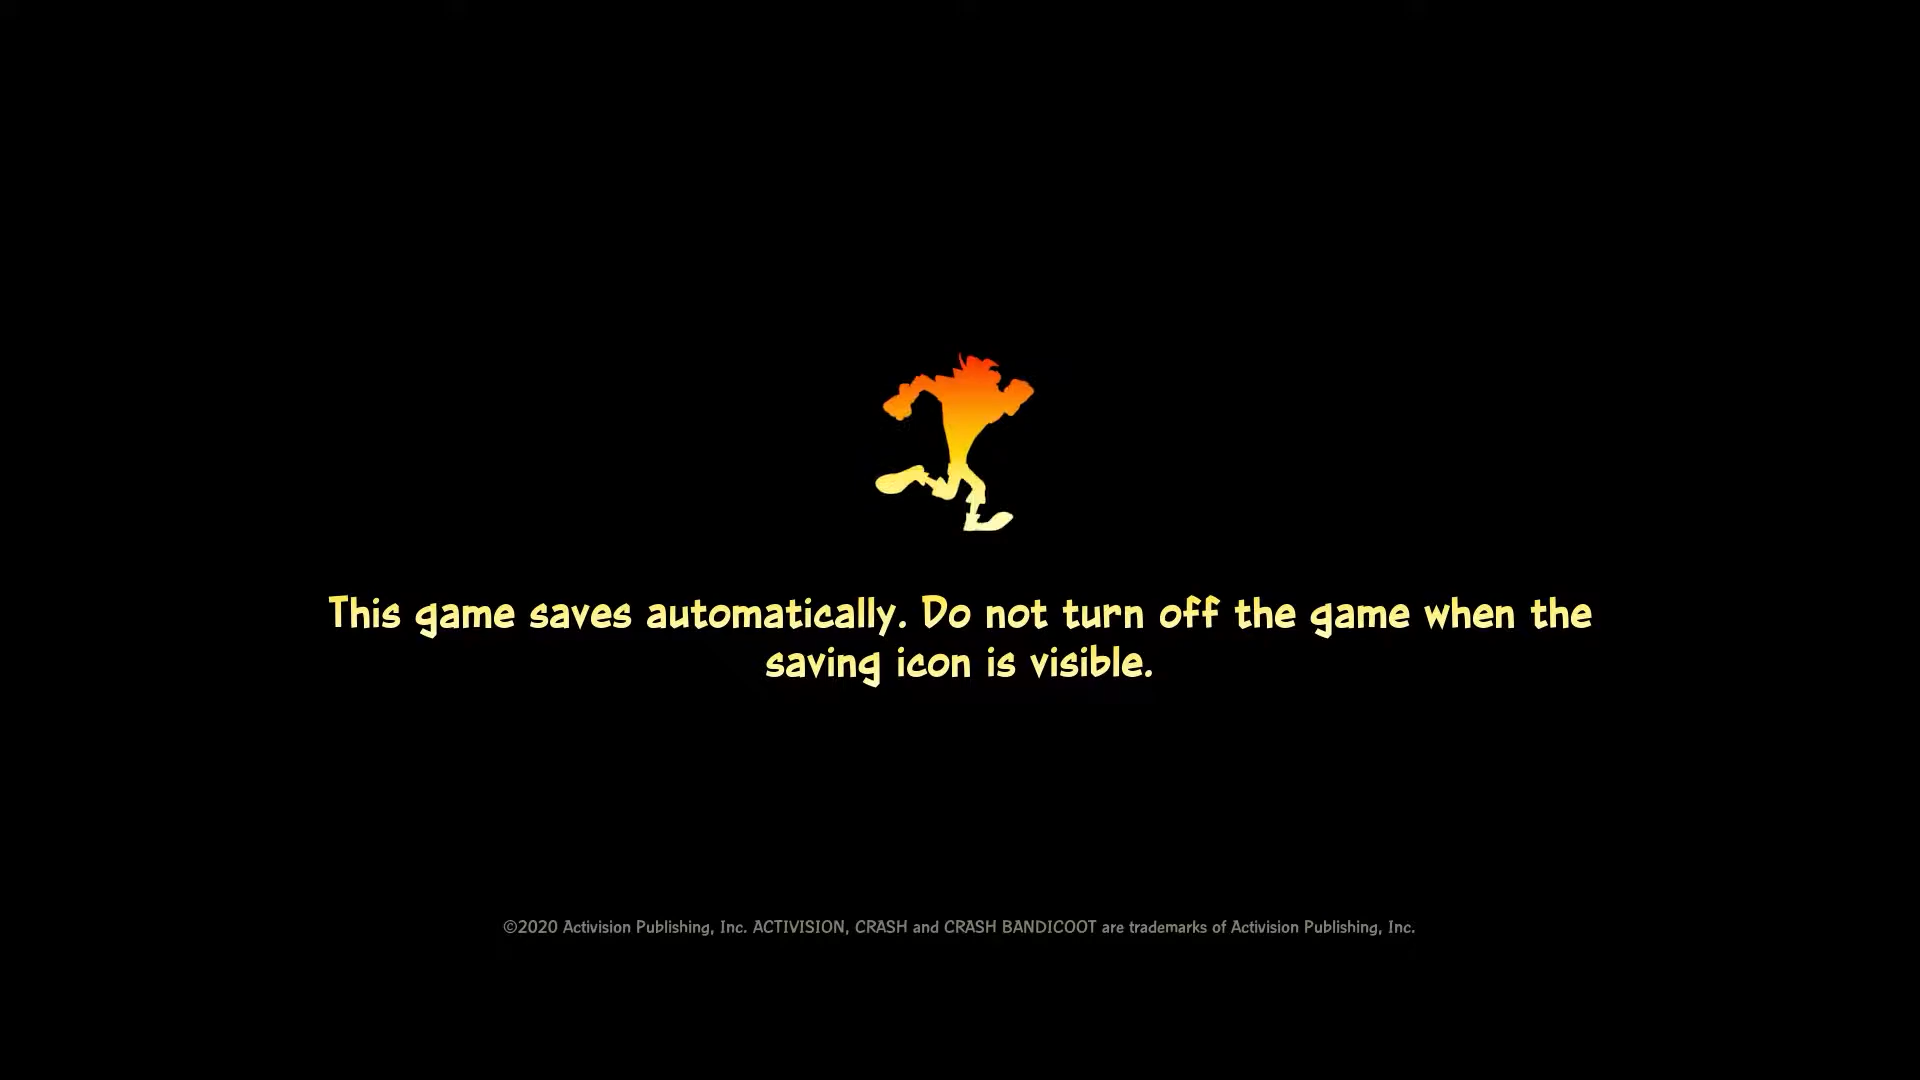 This game saves automatically. Do not turn off the game when the
saving icon is visible.
©2020 Activision Publishing, Inc. ACTIVISION, CRASH and CRASH BANDICOOT are trademarks of Activision Publishing, Inc.